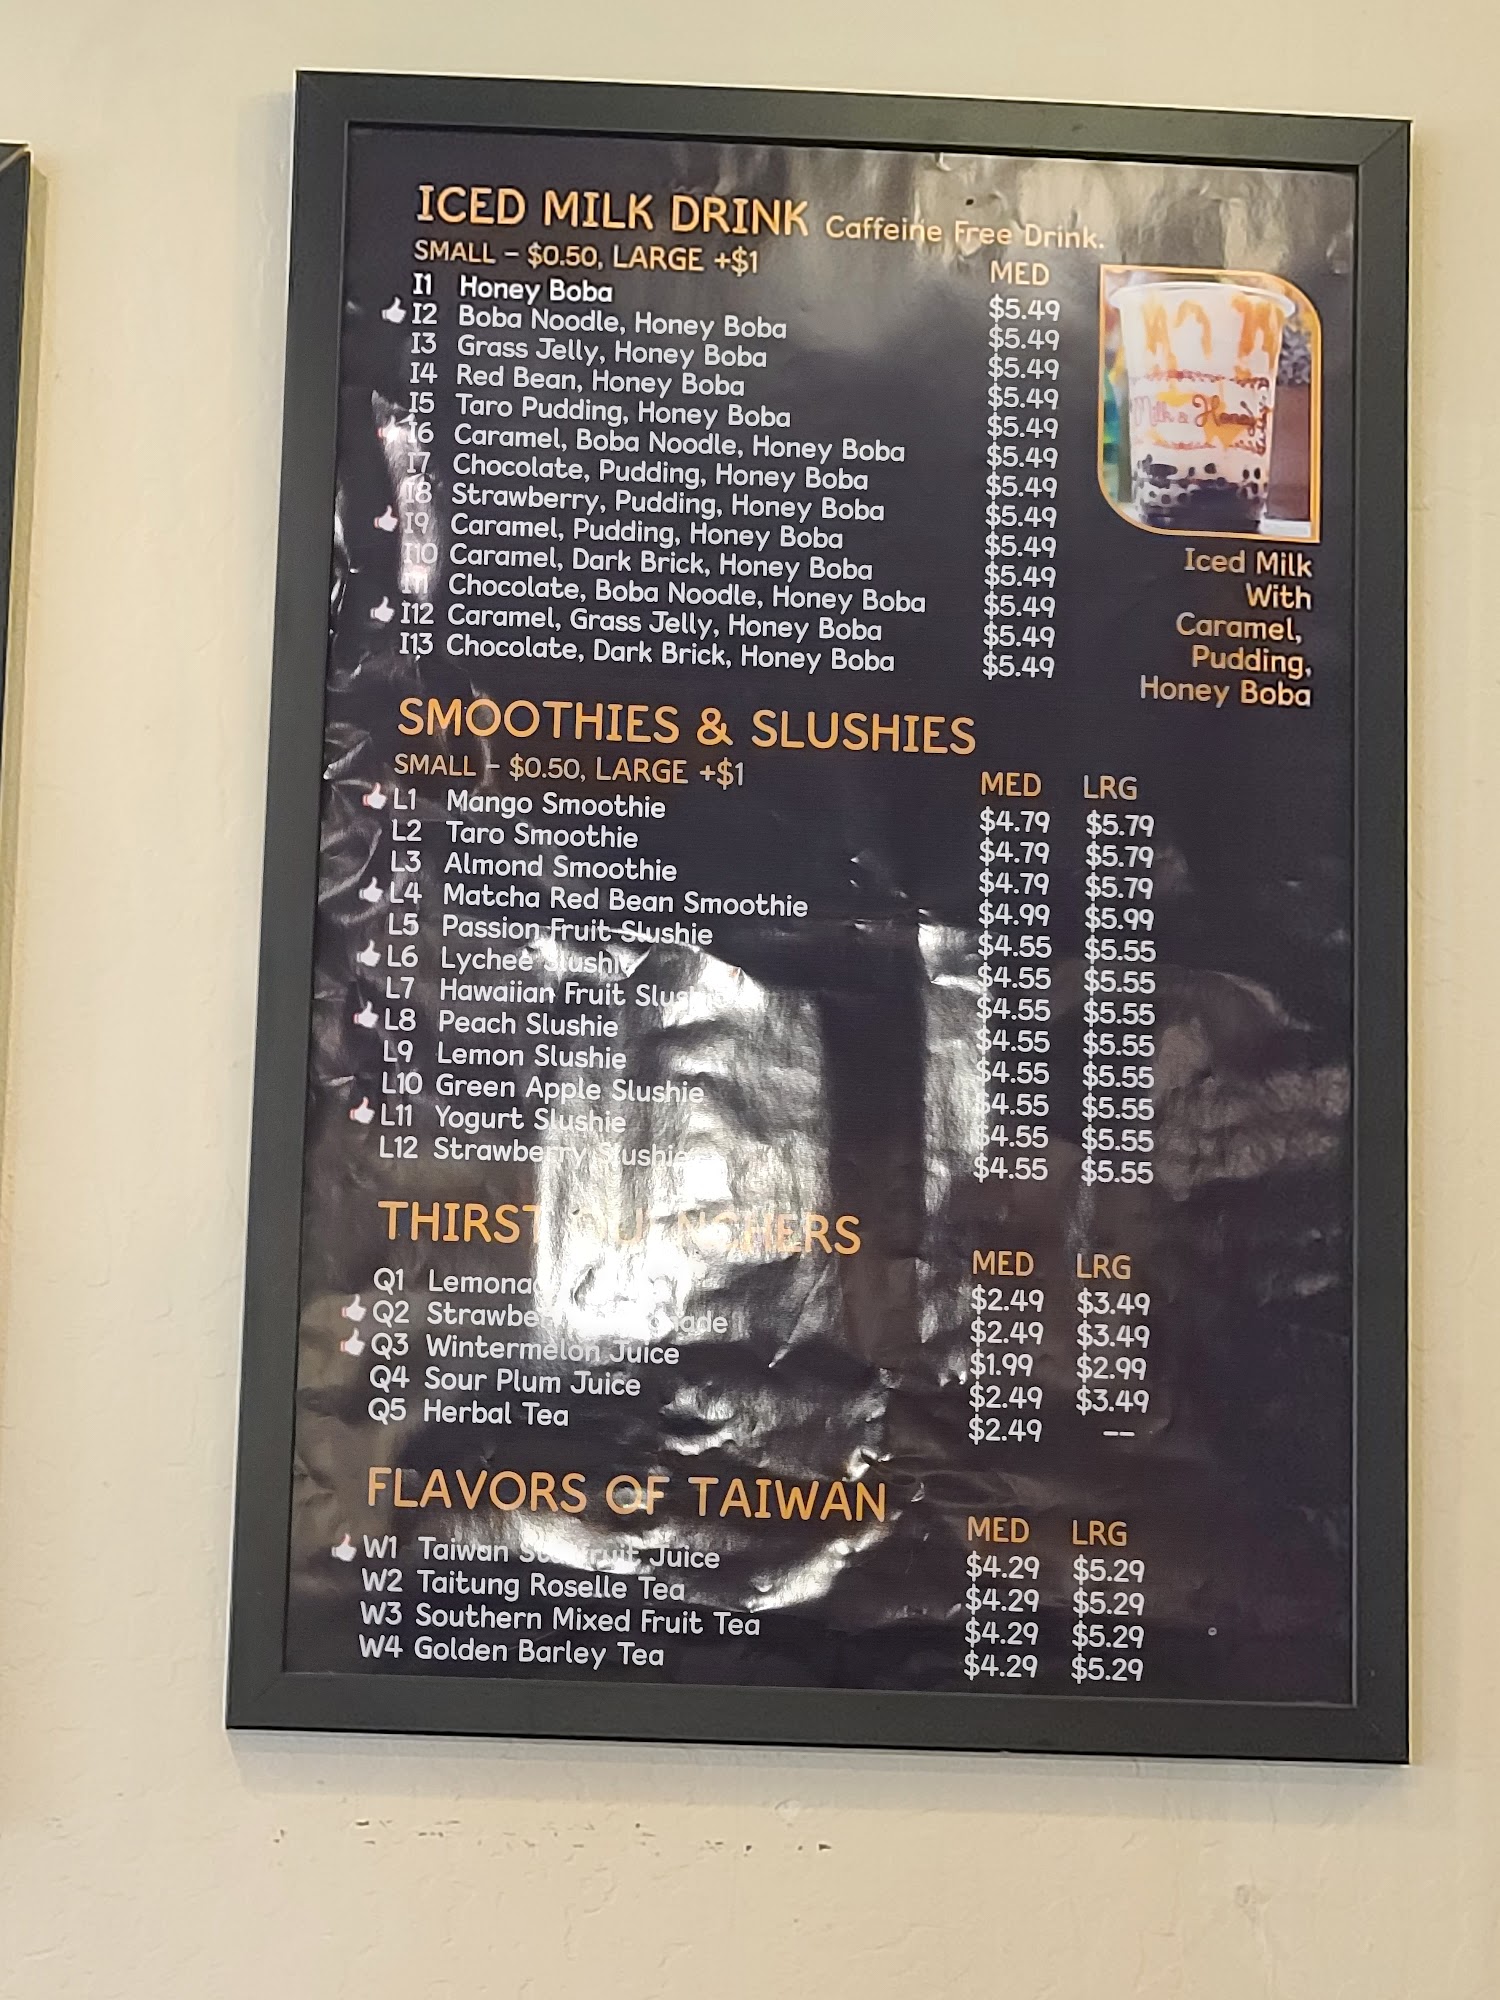 ICED MILK DRINK Caffeine Free Drink.
SMALL - $0.50, LARGE +$1 MED
I1 Honey Boba $5.49
I2 Boba Noodle, Honey Boba $5.49
I3 Grass Jelly, Honey Boba $5.49
I4 Red Bean, Honey Boba $5.49
I5 Taro Pudding, Honey Boba $5.49
I6 Caramel, Boba Noodle, Honey Boba $5.49
I7 Chocolate, Pudding, Honey Boba $5.49
I8 Strawberry, Pudding, Honey Boba $5.49
I9 Caramel, Pudding, Honey Boba $5.49
I10 Caramel, Dark Brick, Honey Boba $5.49
I11 Chocolate, Boba Noodle, Honey Boba $5.49
I12 Caramel, Grass Jelly, Honey Boba $5.49
I13 Chocolate, Dark Brick, Honey Boba $5.49
Milk & Honey
Iced Milk
With
Caramel,
Pudding,
Honey Boba
SMOOTHIES & SLUSHIES
SMALL - $0.50, LARGE +$1 MED LRG
L1 Mango Smoothie $4.79 $5.79
L2 Taro Smoothie $4.79 $5.79
L3 Almond Smoothie $4.79 $5.79
L4 Matcha Red Bean Smoothie $4.99 $5.99
L5 Passion Fruit Slushie $4.55 $5.55
L6 Lychee Slushie $4.55 $5.55
L7 Hawaiian Fruit Slushie $4.55 $5.55
L8 Peach Slushie $4.55 $5.55
L9 Lemon Slushie $4.55 $5.55
L10 Green Apple Slushie $4.55 $5.55
L11 Yogurt Slushie $4.55 $5.55
L12 Strawberry Slushie $4.55 $5.55
THIRST QUENCHERS
MED LRG
Q1 Lemonade $2.49 $3.49
Q2 Strawberry Lemonade $2.49 $3.49
Q3 Wintermelon Juice $1.99 $2.99
Q4 Sour Plum Juice $2.49 $3.49
Q5 Herbal Tea $2.49 --
FLAVORS OF TAIWAN
MED LRG
W1 Taiwan Starfruit Juice $4.29 $5.29
W2 Taitung Roselle Tea $4.29 $5.29
W3 Southern Mixed Fruit Tea $4.29 $5.29
W4 Golden Barley Tea $4.29 $5.29